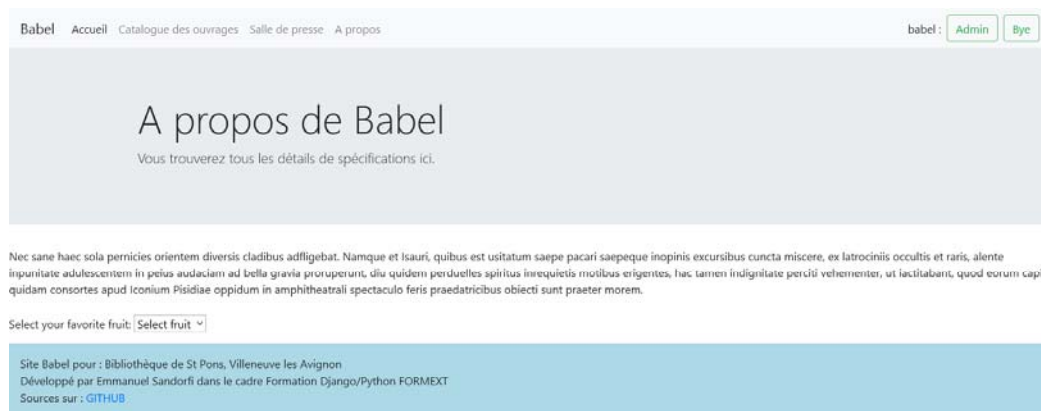 Babel Accueil Catalogue des ouvrages Salle de presse A propos babel : Admin Bye
A propos de Babel
Vous trouverez tous les détails de spécifications ici.
Nec sane haec sola pernicies orientem diversis cladibus adfligebat. Namque et Isauri, quibus est usitatum saepe pacari saepeque inopinis excursibus cuncta miscere, ex latrociniis occultis et raris, alente
inpunitate adulescentem in peius audaciam ad bella gravia proruperunt, diu quidem perduelles spiritus inrequietis motibus erigentes, hac tamen indignitate perciti vehementer, ut iactitabant, quod eorum capi
quidam consortes apud Iconium Pisidiae oppidum in amphitheatrali spectaculo feris praedatricibus obiecti sunt praeter morem.
Select your favorite fruit: Select fruit
Site Babel pour : Bibliothèque de St Pons, Villeneuve les Avignon
Développé par Emmanuel Sandorfi dans le cadre Formation Django/Python FORMEXT
Sources sur : GITHUB